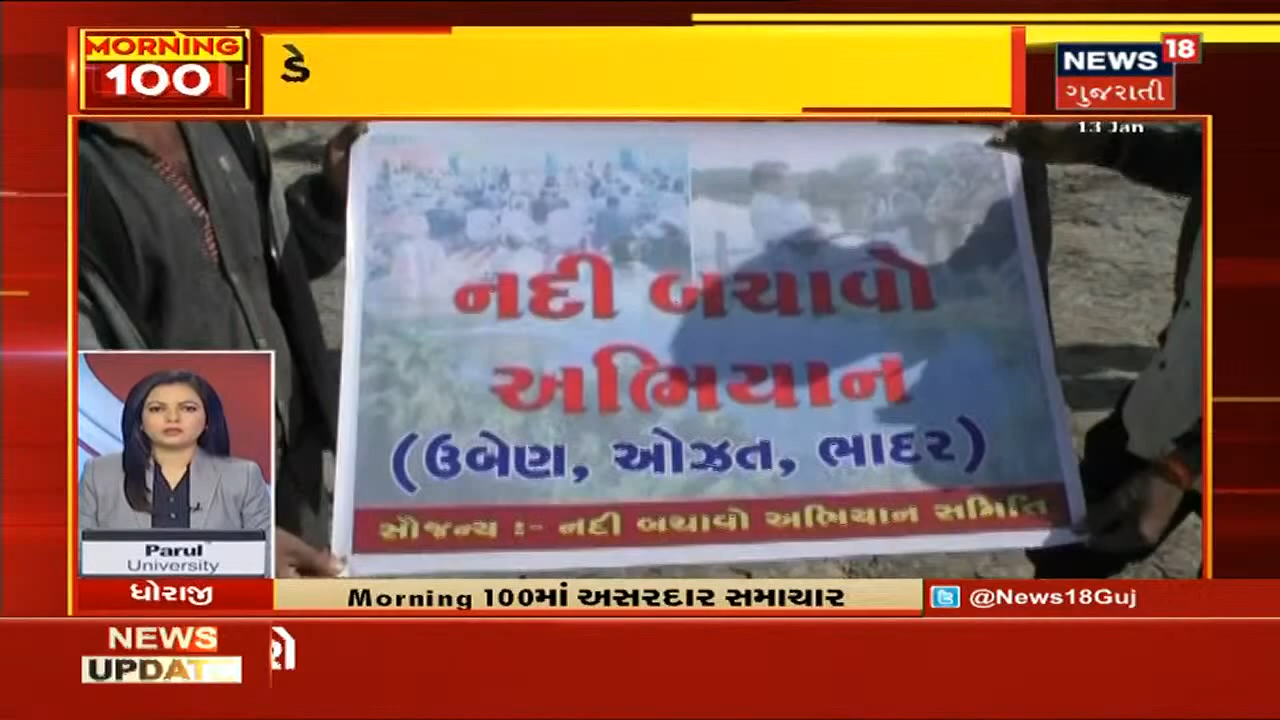 MORNING
100
ડે
NEWS 18
ગુજરાતી
13 Jan
નદી બચાવો
અભિયાન
(ઉબેણ, ઓઝત, ભાદર)
સૌજન્ય :- નદી બચાવો અભિયાન સમિતિ
Parul
University
ધોરાજી
Morning 100માં અસરદાર સમાચાર
@News18Guj
NEWS
UPDAT